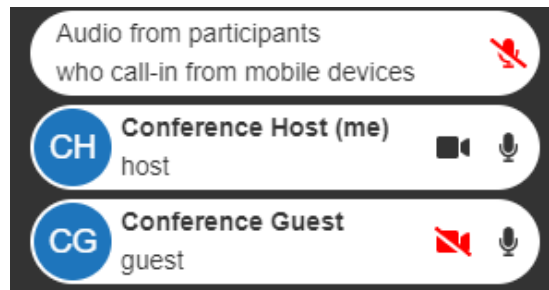 Audio from participants
who call-in from mobile devices
CH
Conference Host (me)
host
CG
Conference Guest
guest